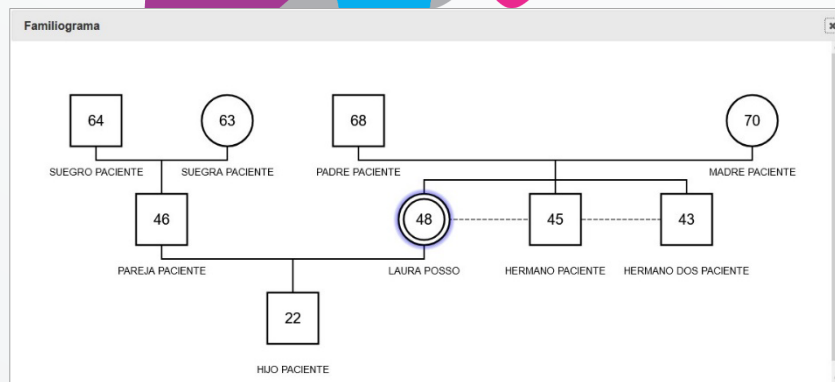 Familiograma
64 63 68 70
SUEGRO PACIENTE SUEGRA PACIENTE PADRE PACIENTE MADRE PACIENTE
46 48 45 43
PAREJA PACIENTE LAURA POSSO HERMANO PACIENTE HERMANO DOS PACIENTE
22
HIJO PACIENTE